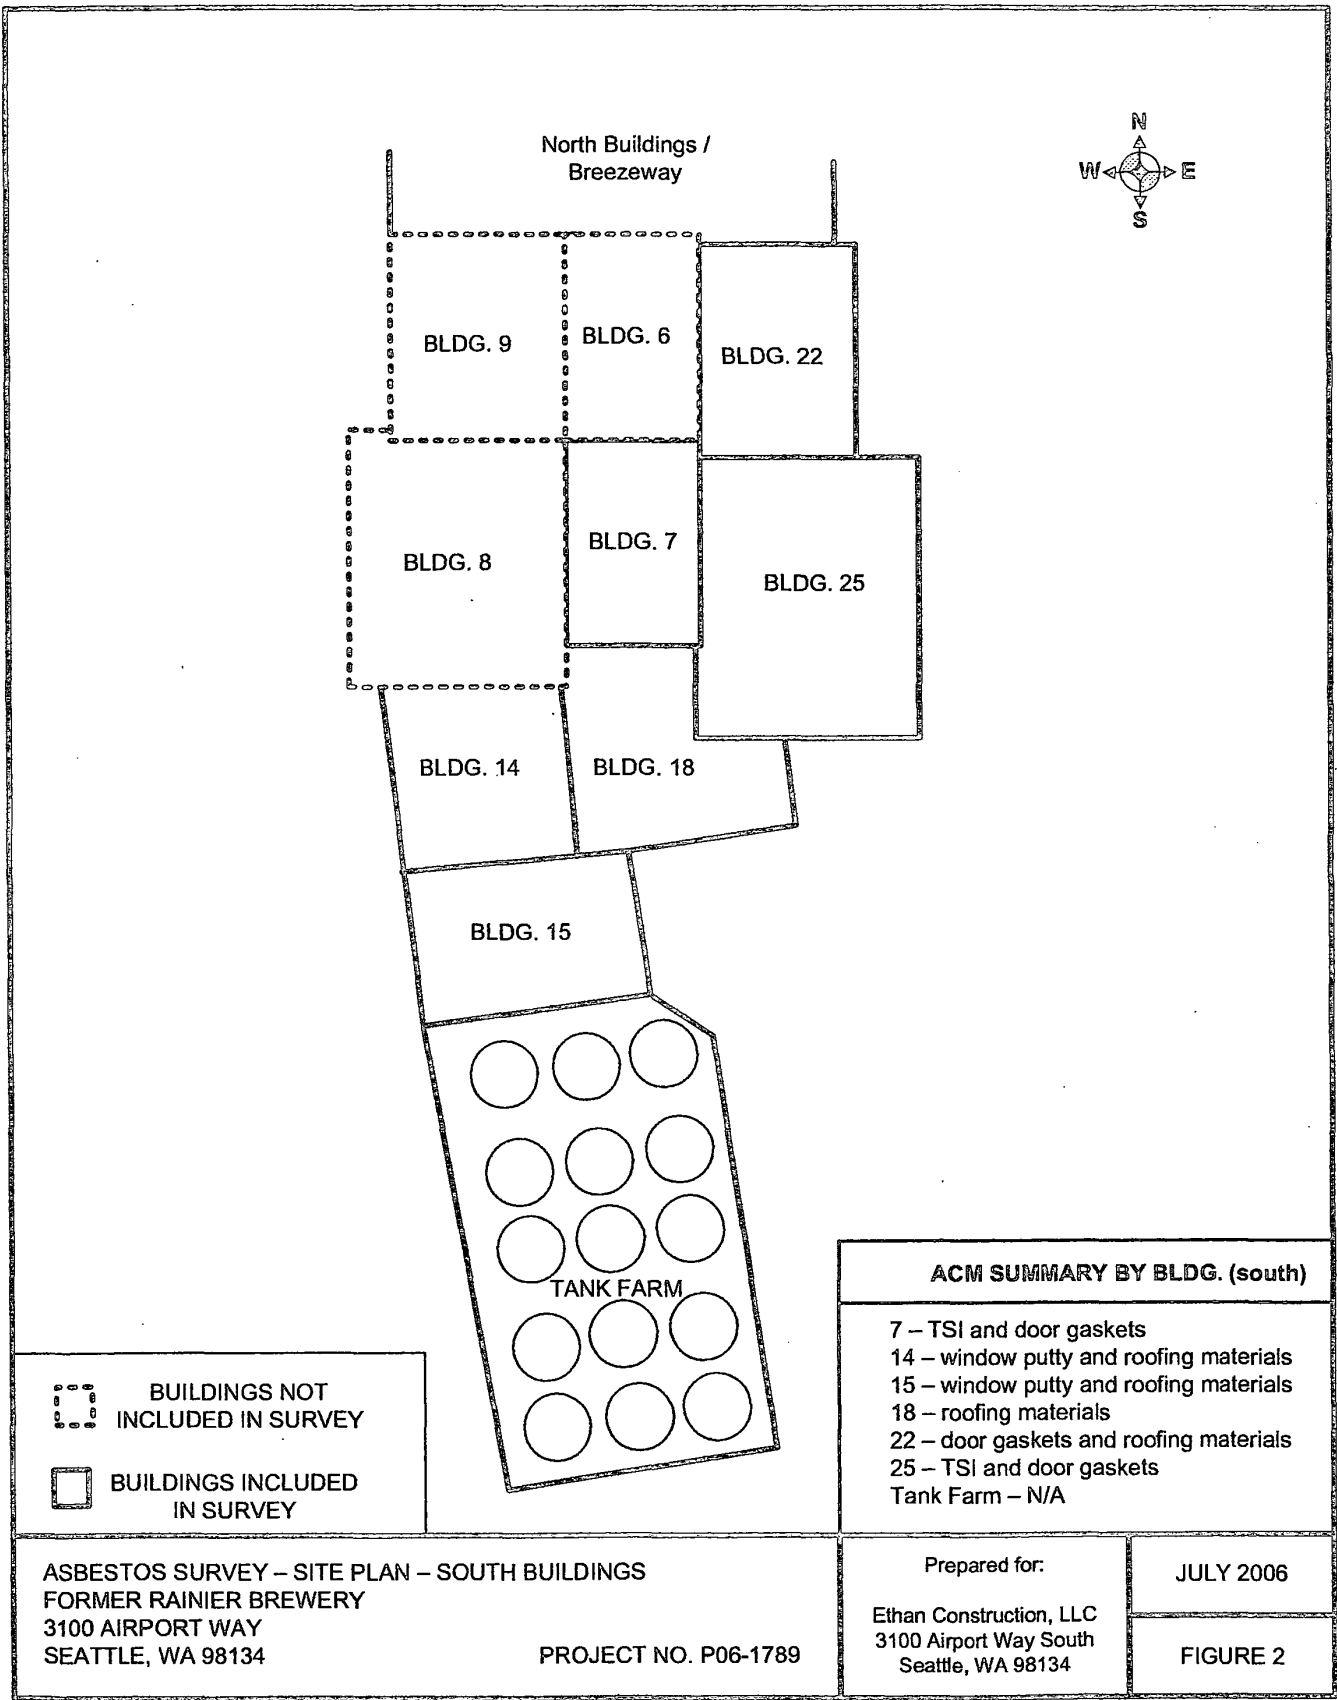 North Buildings /
Breezeway
N
W E
S
BLDG. 9
BLDG. 6
BLDG. 22
BLDG. 8
BLDG. 7
BLDG. 25
BLDG. 14
BLDG. 18
BLDG. 15
TANK FARM
ACM SUMMARY BY BLDG. (south)
7 – TSI and door gaskets
14 – window putty and roofing materials
15 – window putty and roofing materials
18 – roofing materials
22 – door gaskets and roofing materials
25 – TSI and door gaskets
Tank Farm – N/A
BUILDINGS NOT
INCLUDED IN SURVEY
BUILDINGS INCLUDED
IN SURVEY
ASBESTOS SURVEY – SITE PLAN – SOUTH BUILDINGS
FORMER RAINIER BREWERY
3100 AIRPORT WAY
SEATTLE, WA 98134
PROJECT NO. P06-1789
Prepared for:
Ethan Construction, LLC
3100 Airport Way South
Seattle, WA 98134
JULY 2006
FIGURE 2